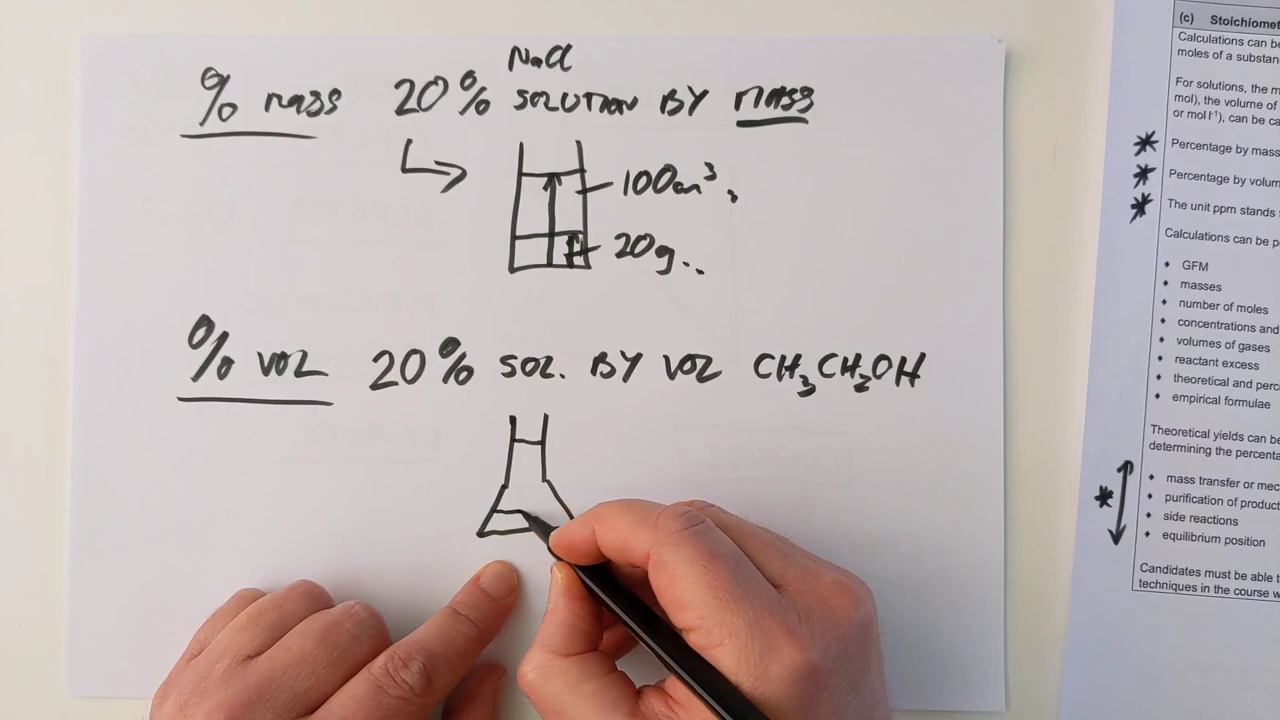 NaCl
% mass 20% SOLUTION BY MASS
100cm³,
20g..
% VOL 20% SOL. BY VOL CH₃CH₂OH
(c) Stoichiomet
Calculations can be
moles of a substan
For solutions, the m
mol), the volume of
or mol l⁻¹), can be ca
Percentage by mass
Percentage by volum
The unit ppm stands
Calculations can be p
♦ GFM
♦ masses
♦ number of moles
♦ concentrations and
♦ volumes of gases
♦ reactant excess
♦ theoretical and perc
♦ empirical formulae
Theoretical yields can be
determining the percenta
♦ mass transfer or mec
♦ purification of product
♦ side reactions
♦ equilibrium position
Candidates must be able t
techniques in the course w